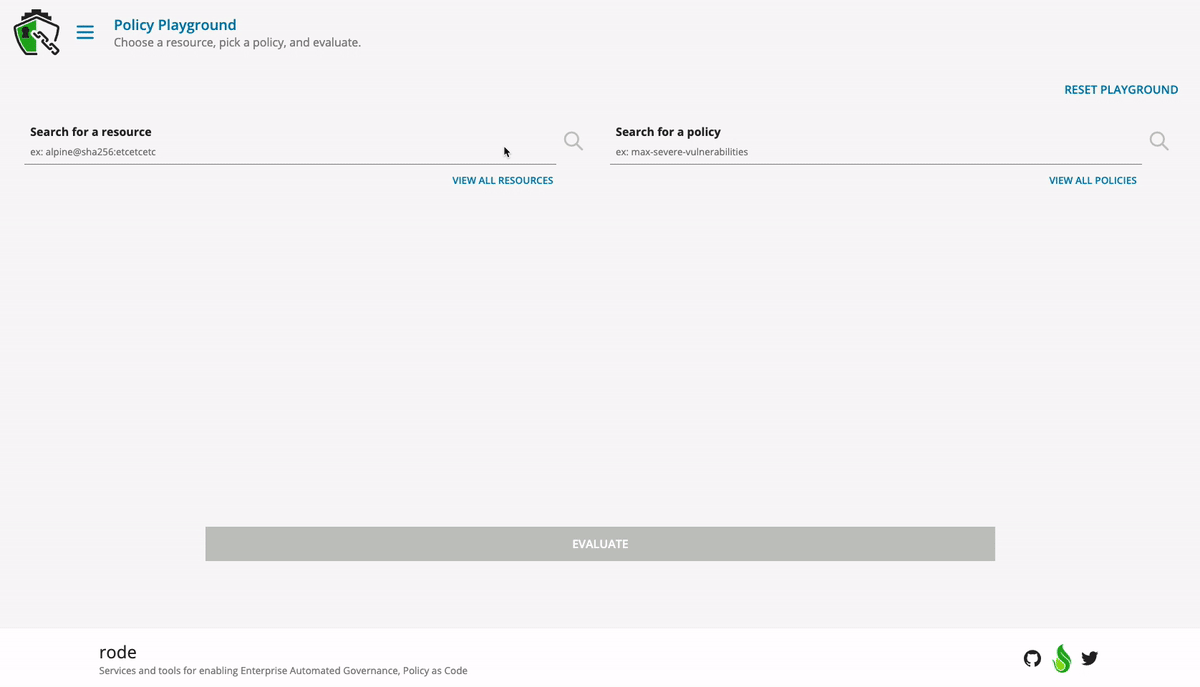 Policy Playground
Choose a resource, pick a policy, and evaluate.
RESET PLAYGROUND
Search for a resource
ex: alpine@sha256:etcetcetc
VIEW ALL RESOURCES
Search for a policy
ex: max-severe-vulnerabilities
VIEW ALL POLICIES
EVALUATE
rode
Services and tools for enabling Enterprise Automated Governance, Policy as Code